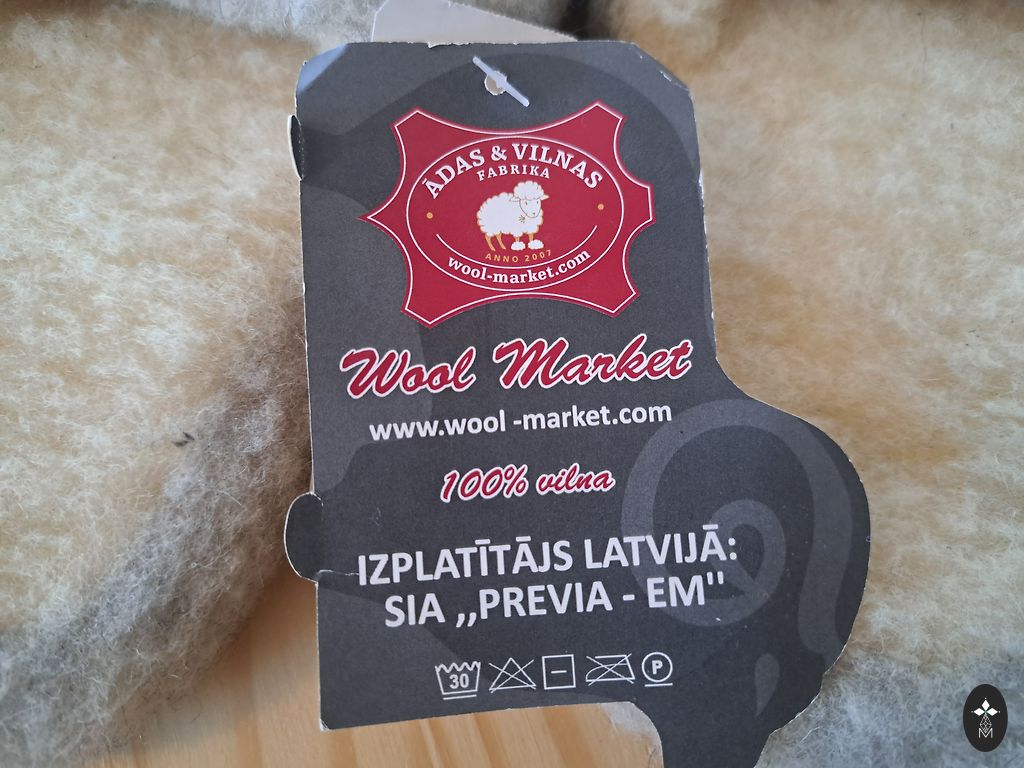 ĀDAS & VILNAS
FABRIKA
ANNO 2007
wool-market.com
Wool Market
www.wool -market.com
100% vilna
IZPLATĪTĀJS LATVIJĀ:
SIA ,,PREVIA - EM"
30
P
M